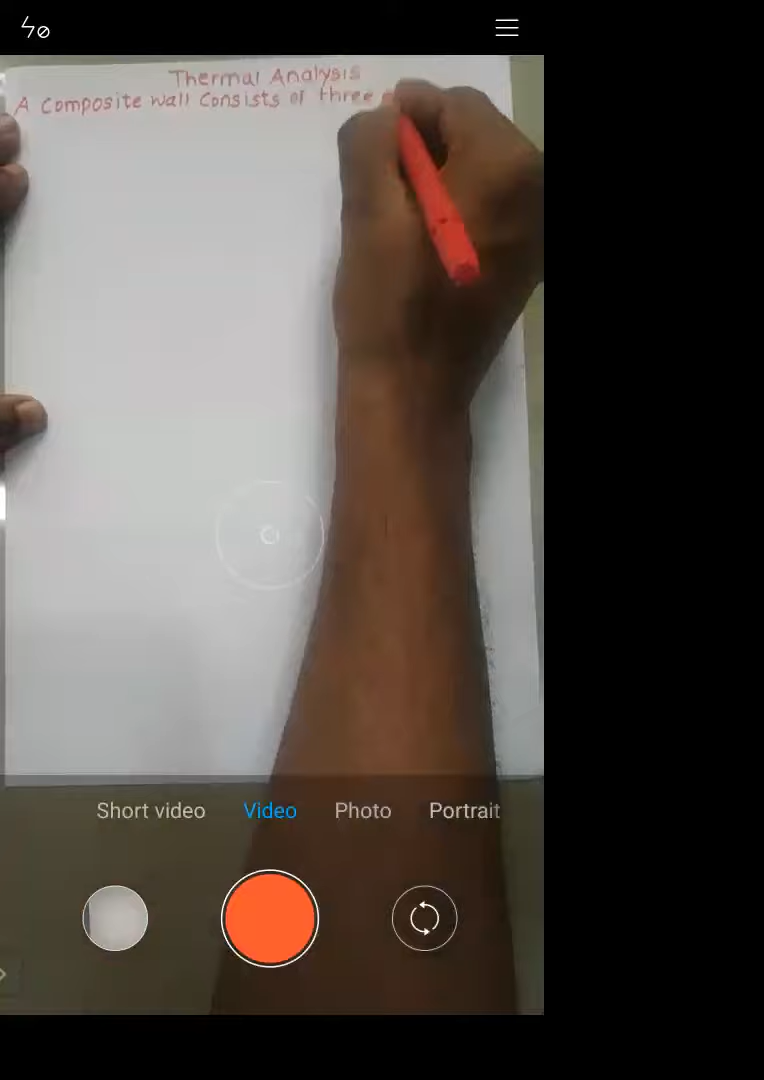 Thermal Analysis
A Composite wall Consists of three
Short video Video Photo Portrait